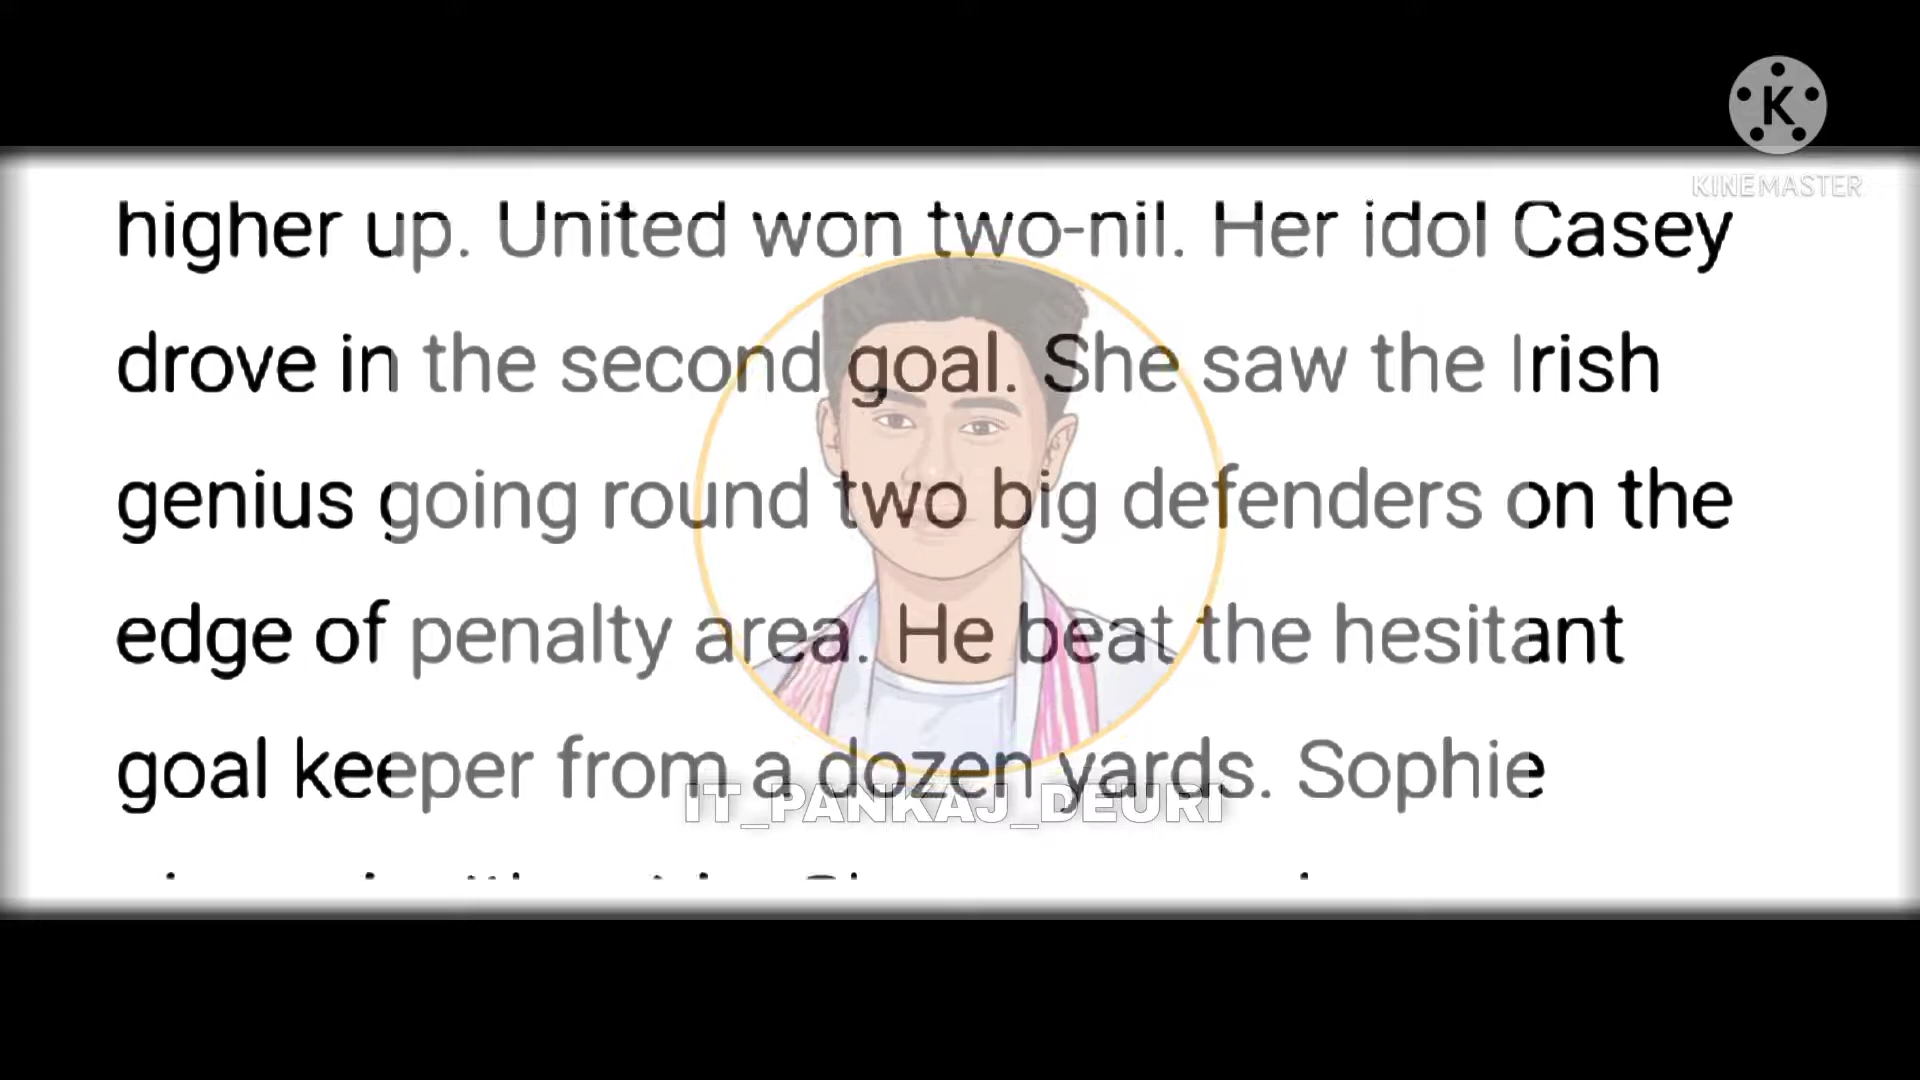 K
KINEMASTER
higher up. United won two-nil. Her idol Casey
drove in the second goal. She saw the Irish
genius going round two big defenders on the
edge of penalty area. He beat the hesitant
goal keeper from a dozen yards. Sophie
IT_PANKAJ_DEURI